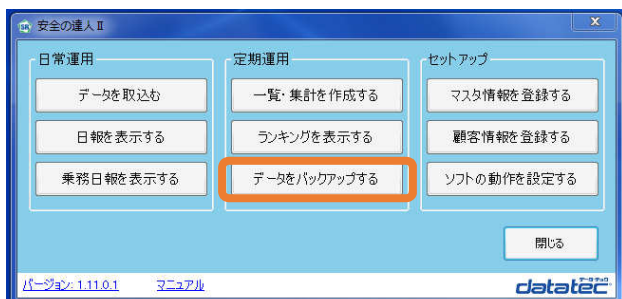 安全の達人Ⅱ
日常運用
データを取込む
日報を表示する
乗務日報を表示する
定期運用
一覧・集計を作成する
ランキングを表示する
データをバックアップする
セットアップ
マスタ情報を登録する
顧客情報を登録する
ソフトの動作を設定する
閉じる
バージョン: 1.11.0.1 マニュアル
データテック
datatec